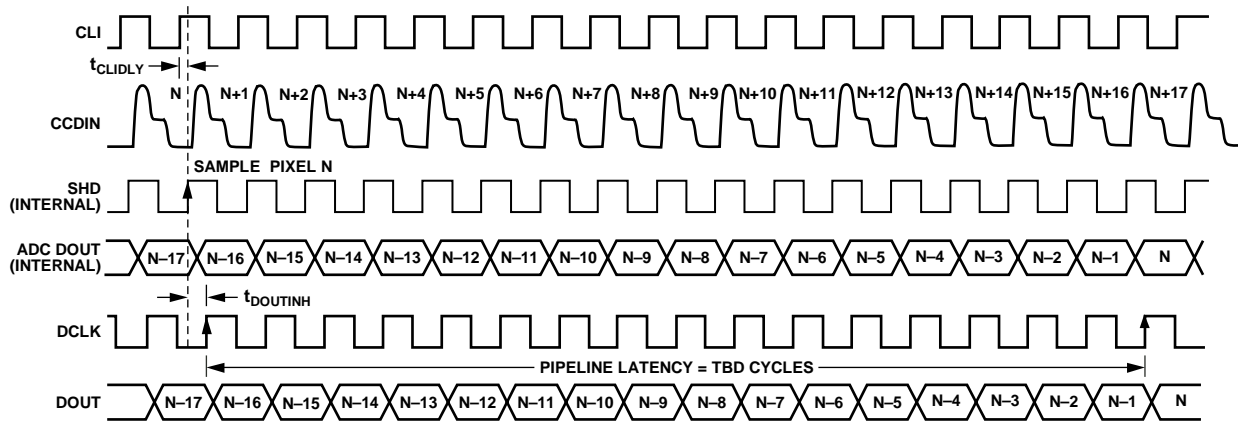 CLI
tCLIDLY
N N+1 N+2 N+3 N+4 N+5 N+6 N+7 N+8 N+9 N+10 N+11 N+12 N+13 N+14 N+15 N+16 N+17
CCDIN
SAMPLE PIXEL N
SHD
(INTERNAL)
ADC DOUT
(INTERNAL)
N–17 N–16 N–15 N–14 N–13 N–12 N–11 N–10 N–9 N–8 N–7 N–6 N–5 N–4 N–3 N–2 N–1 N
tDOUTINH
DCLK
PIPELINE LATENCY = TBD CYCLES
DOUT
N–17 N–16 N–15 N–14 N–13 N–12 N–11 N–10 N–9 N–8 N–7 N–6 N–5 N–4 N–3 N–2 N–1 N